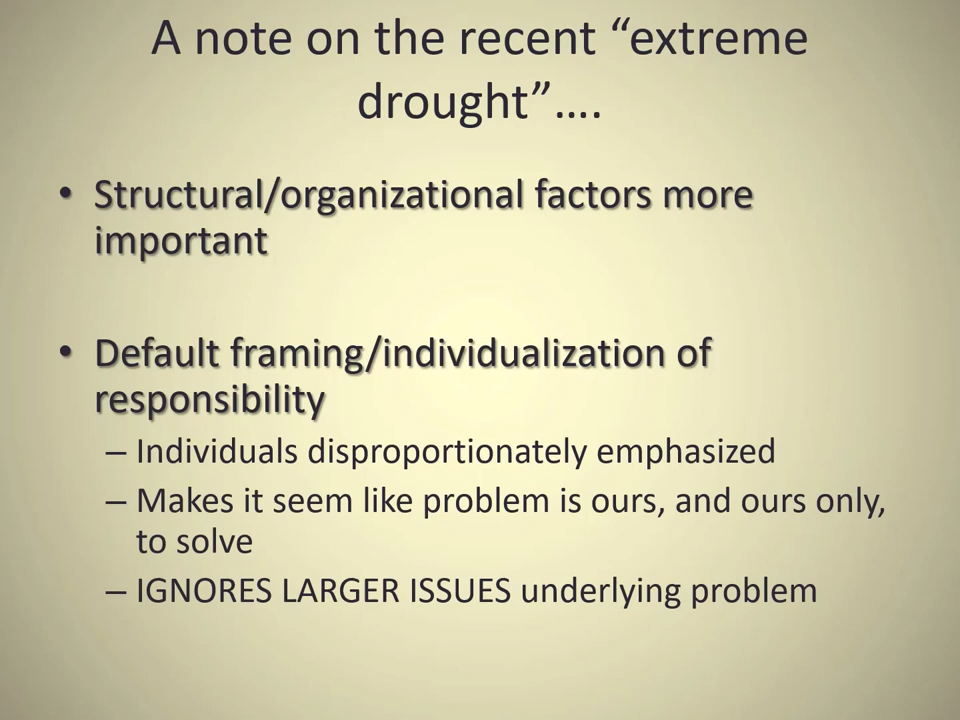 A note on the recent “extreme
drought”….
• Structural/organizational factors more
important
• Default framing/individualization of
responsibility
– Individuals disproportionately emphasized
– Makes it seem like problem is ours, and ours only,
to solve
– IGNORES LARGER ISSUES underlying problem